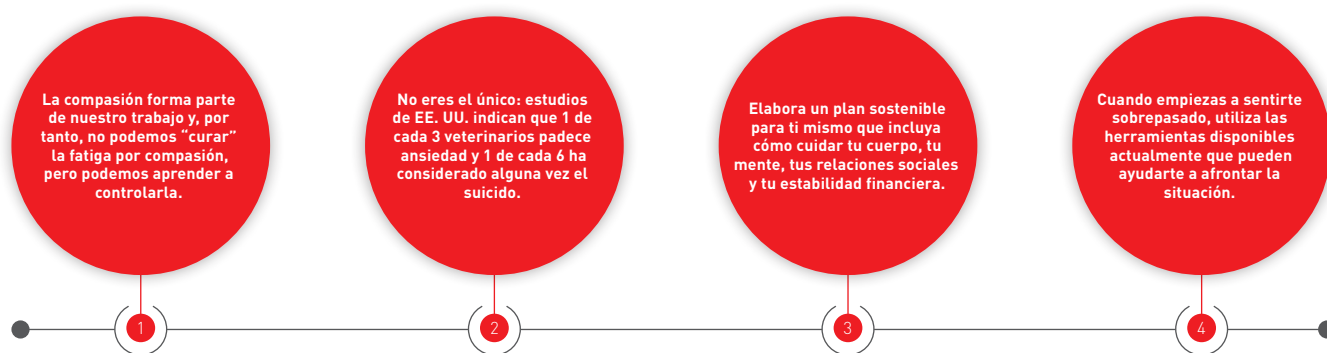 La compasión forma parte
de nuestro trabajo y, por
tanto, no podemos “curar”
la fatiga por compasión,
pero podemos aprender a
controlarla.
No eres el único: estudios
de EE. UU. indican que 1 de
cada 3 veterinarios padece
ansiedad y 1 de cada 6 ha
considerado alguna vez el
suicido.
Elabora un plan sostenible
para ti mismo que incluya
cómo cuidar tu cuerpo, tu
mente, tus relaciones sociales
y tu estabilidad financiera.
Cuando empiezas a sentirte
sobrepasado, utiliza las
herramientas disponibles
actualmente que pueden
ayudarte a afrontar la
situación.
1
2
3
4